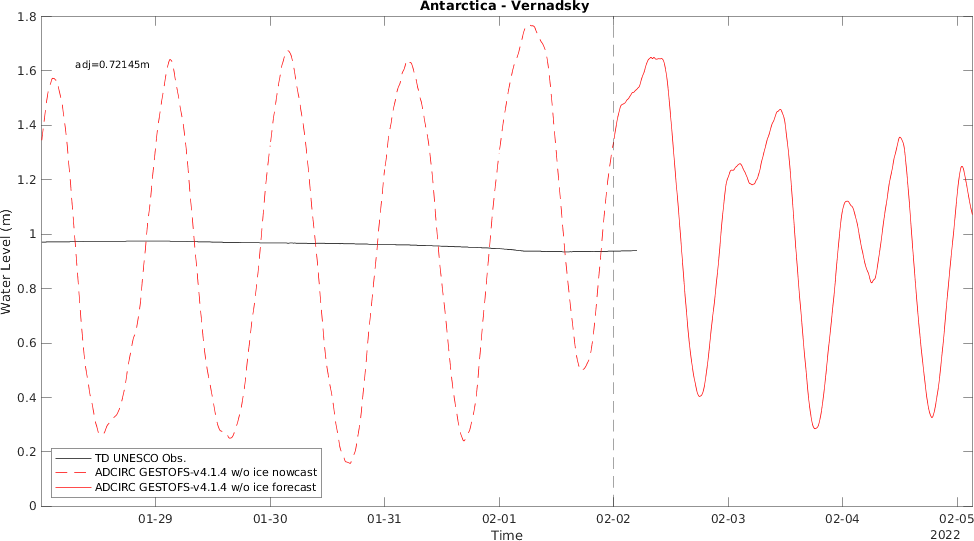 Antarctica - Vernadsky
adj=0.72145m
Water Level (m)
1.8
1.6
1.4
1.2
1
0.8
0.6
0.4
0.2
0
TD UNESCO Obs.
ADCIRC GESTOFS-v4.1.4 w/o ice nowcast
ADCIRC GESTOFS-v4.1.4 w/o ice forecast
01-29 01-30 01-31 02-01 02-02 02-03 02-04 02-05
Time
2022